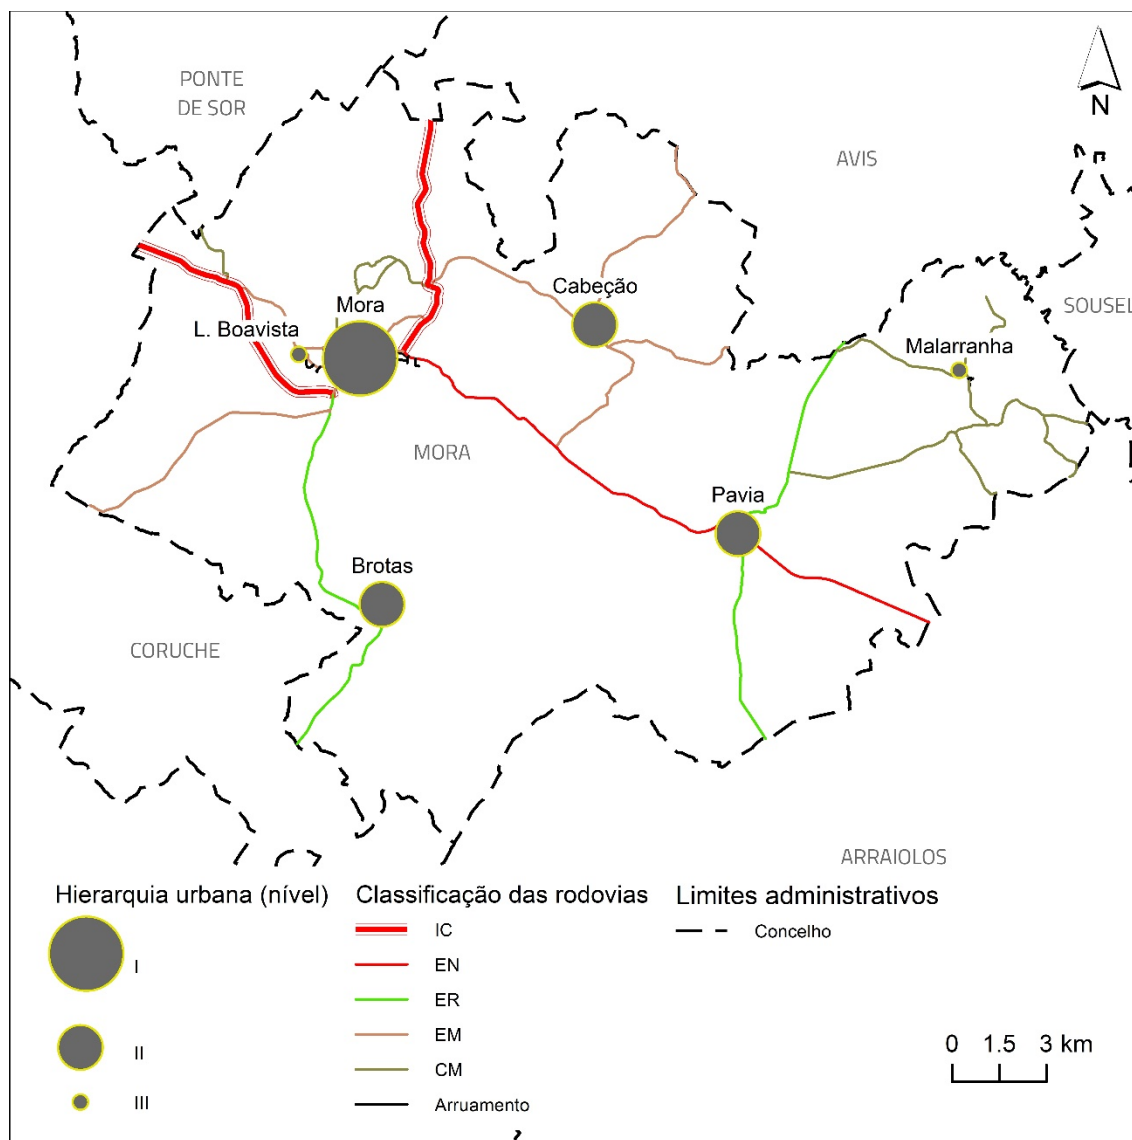 PONTE
DE SOR
N
AVIS
SOUSEL
Cabeção
Mora
L. Boavista
Malarranha
MORA
Pavia
Brotas
CORUCHE
ARRAIOLOS
Hierarquia urbana (nível)
I
II
III
Classificação das rodovias
IC
EN
ER
EM
CM
Arruamento
Limites administrativos
Concelho
0 1.5 3 km